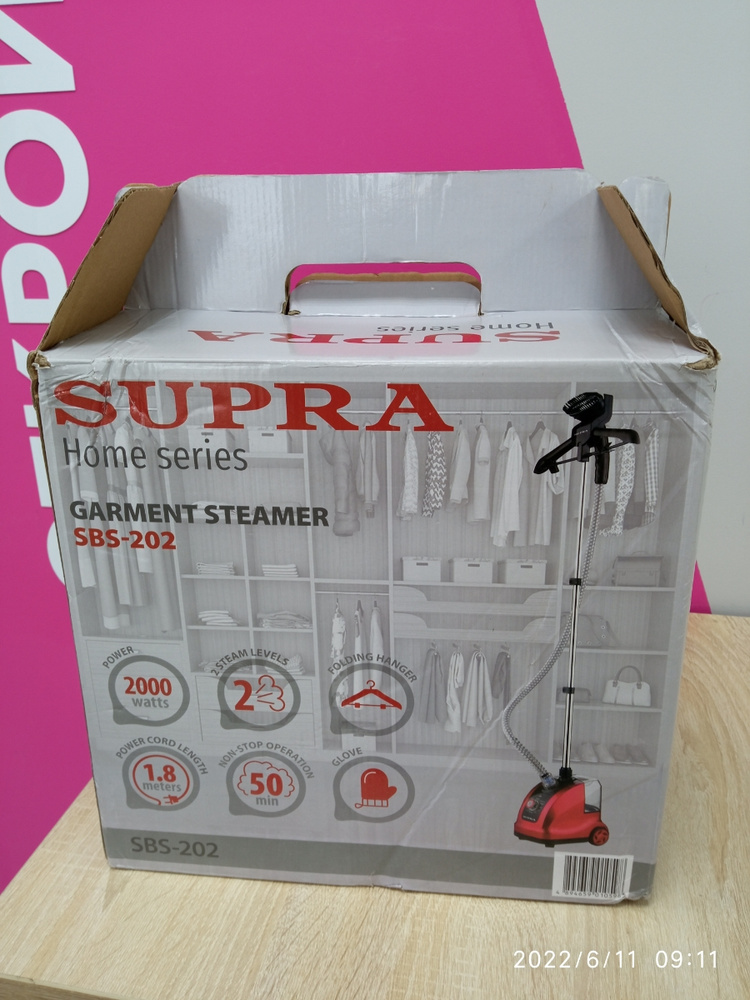 SUPRA
Home series
SUPRA
Home series
GARMENT STEAMER
SBS-202
POWER
2000
watts
2 STEAM LEVELS
2
FOLDING HANGER
POWER CORD LENGTH
1.8
meters
NON-STOP OPERATION
50
min
GLOVE
SBS-202
2022/6/11 09:11